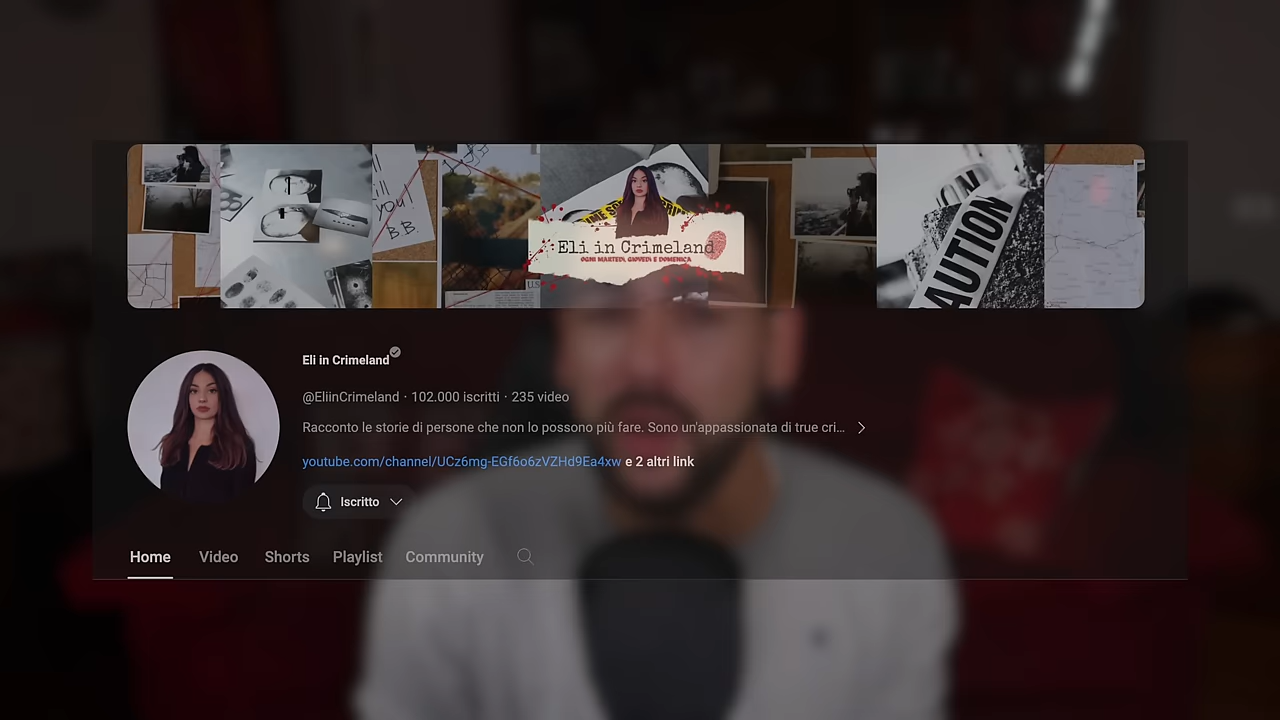 ill
you!
B.B.
U.S
Eli in Crimeland
OGNI MARTEDì, GIOVEDì E DOMENICA
AUTION
Eli in Crimeland
@EliinCrimeland · 102.000 iscritti · 235 video
Racconto le storie di persone che non lo possono più fare. Sono un'appassionata di true cri...
youtube.com/channel/UCz6mg-EGf6o6zVZHd9Ea4xw e 2 altri link
Iscritto
Home Video Shorts Playlist Community